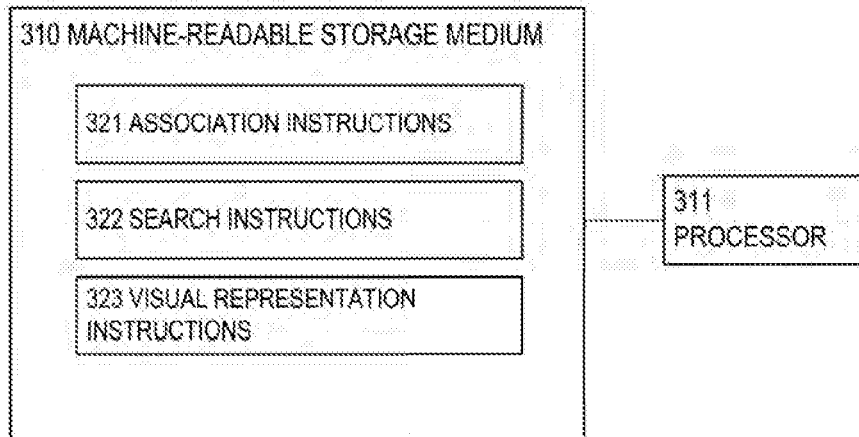 310 MACHINE-READABLE STORAGE MEDIUM
321 ASSOCIATION INSTRUCTIONS
322 SEARCH INSTRUCTIONS
323 VISUAL REPRESENTATION
INSTRUCTIONS
311
PROCESSOR